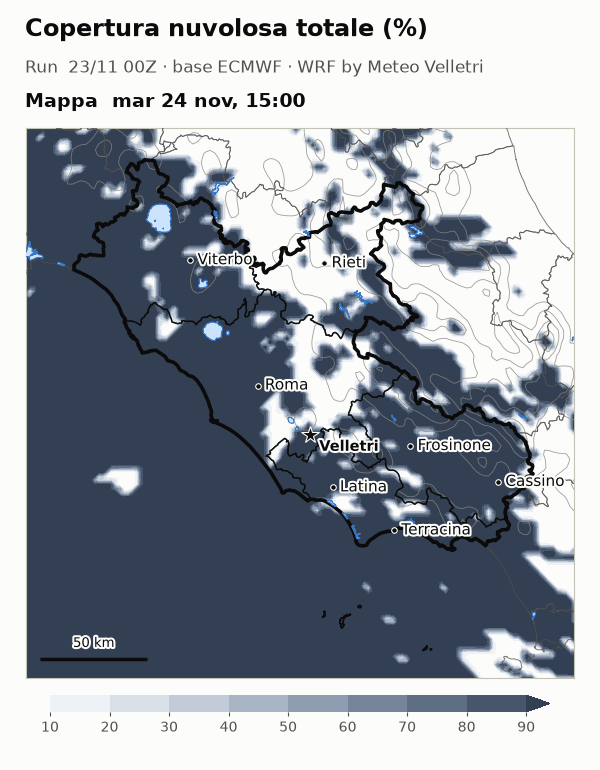 Copertura nuvolosa totale (%)
Run 23/11 00Z · base ECMWF · WRF by Meteo Velletri
Mappa mar 24 nov, 15:00
Viterbo
Rieti
Roma
Velletri
Frosinone
Latina
Cassino
Terracina
50 km
10 20 30 40 50 60 70 80 90